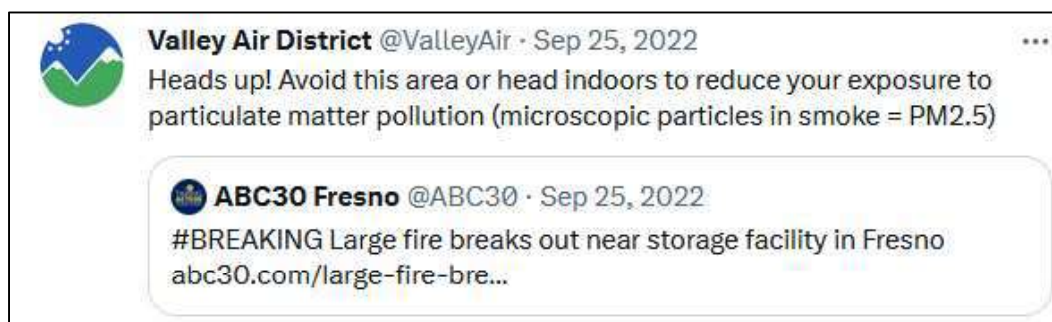 Valley Air District @ValleyAir · Sep 25, 2022 ...
Heads up! Avoid this area or head indoors to reduce your exposure to
particulate matter pollution (microscopic particles in smoke = PM2.5)
ABC30 Fresno @ABC30 · Sep 25, 2022
#BREAKING Large fire breaks out near storage facility in Fresno
abc30.com/large-fire-bre...